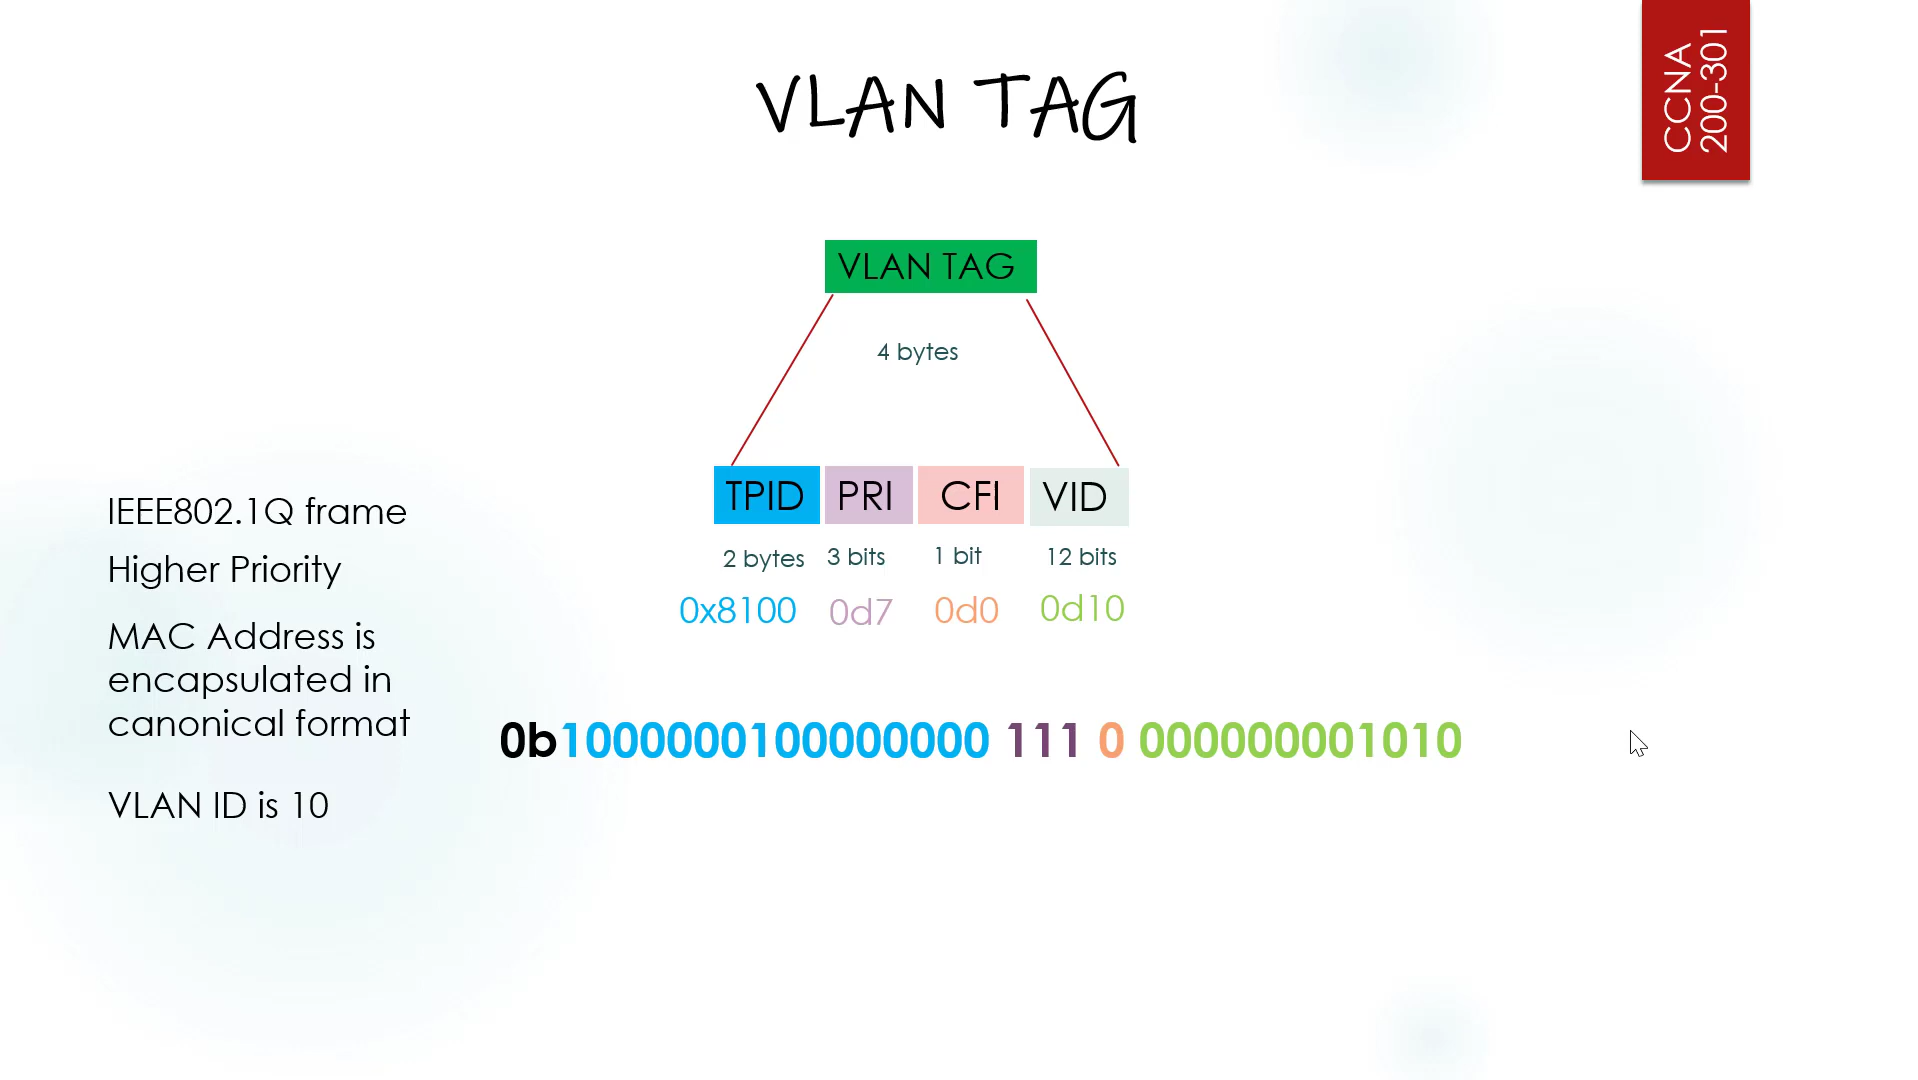 VLAN TAG
CCNA
200-301
VLAN TAG
4 bytes
TPID PRI CFI VID
2 bytes 3 bits 1 bit 12 bits
0x8100 0d7 0d0 0d10
IEEE802.1Q frame
Higher Priority
MAC Address is
encapsulated in
canonical format
0b1000000100000000 111 0 000000001010
VLAN ID is 10